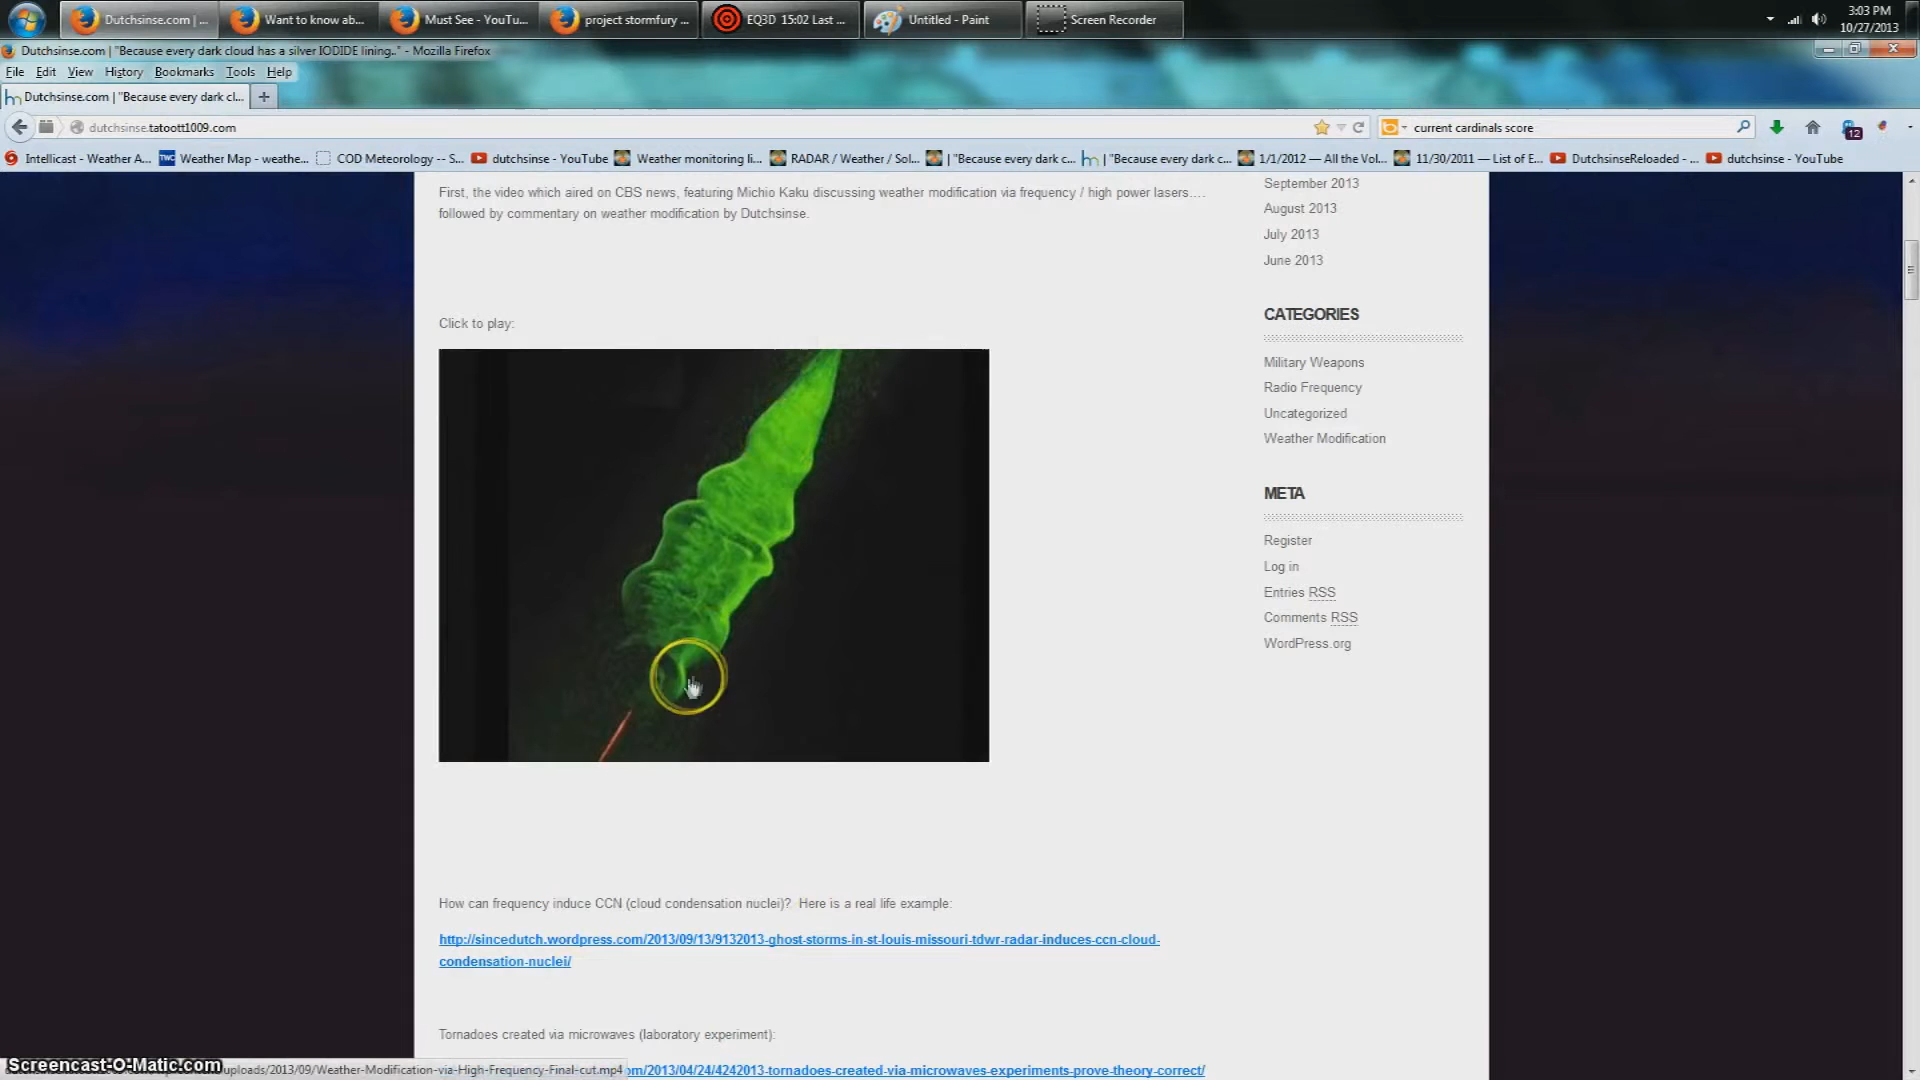 Dutchsinse.com | ...
Want to know ab...
Must See - YouTu...
project stormfury ...
EQ3D 15:02 Last ...
Untitled - Paint
Screen Recorder
3:03 PM
10/27/2013
Dutchsinse.com | "Because every dark cloud has a silver IODIDE lining.." - Mozilla Firefox
File Edit View History Bookmarks Tools Help
Dutchsinse.com | "Because every dark cl...
dutchsinse.tatoott1009.com
current cardinals score
12
Intellicast - Weather A...
TWC Weather Map - weathe...
COD Meteorology -- S...
dutchsinse - YouTube
Weather monitoring li...
RADAR / Weather / Sol...
| "Because every dark c...
| "Because every dark c...
1/1/2012 — All the Vol...
11/30/2011 — List of E...
DutchsinseReloaded - ...
dutchsinse - YouTube
First, the video which aired on CBS news, featuring Michio Kaku discussing weather modification via frequency / high power lasers….
followed by commentary on weather modification by Dutchsinse.
Click to play:
How can frequency induce CCN (cloud condensation nuclei)? Here is a real life example:
http://sincedutch.wordpress.com/2013/09/13/9132013-ghost-storms-in-st-louis-missouri-tdwr-radar-induces-ccn-cloud-
condensation-nuclei/
Tornadoes created via microwaves (laboratory experiment):
om/2013/04/24/4242013-tornadoes-created-via-microwaves-experiments-prove-theory-correct/
September 2013
August 2013
July 2013
June 2013
CATEGORIES
Military Weapons
Radio Frequency
Uncategorized
Weather Modification
META
Register
Log in
Entries RSS
Comments RSS
WordPress.org
Screencast-O-Matic.com
uploads/2013/09/Weather-Modification-via-High-Frequency-Final-cut.mp4